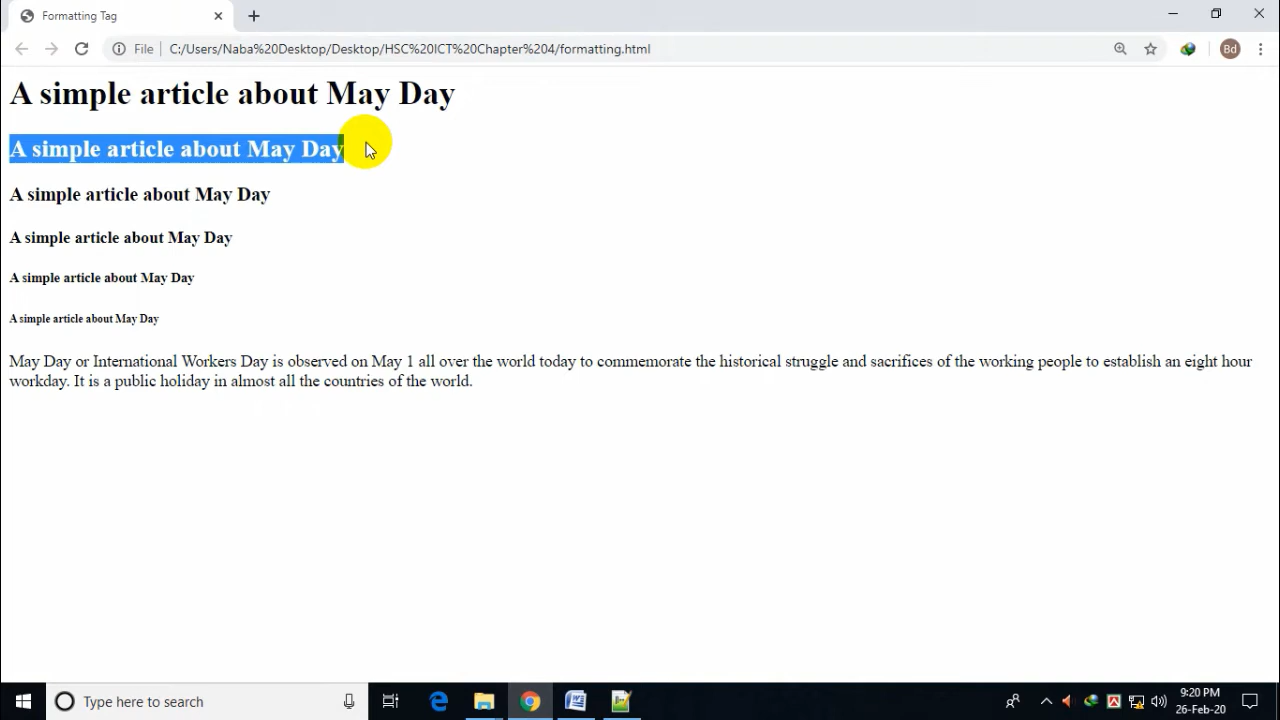 Formatting Tag
File
C:/Users/Naba%20Desktop/Desktop/HSC%20ICT%20Chapter%204/formatting.html
Bd
A simple article about May Day
A simple article about May Day
A simple article about May Day
A simple article about May Day
A simple article about May Day
A simple article about May Day
May Day or International Workers Day is observed on May 1 all over the world today to commemorate the historical struggle and sacrifices of the working people to establish an eight hour
workday. It is a public holiday in almost all the countries of the world.
Type here to search
9:20 PM
26-Feb-20